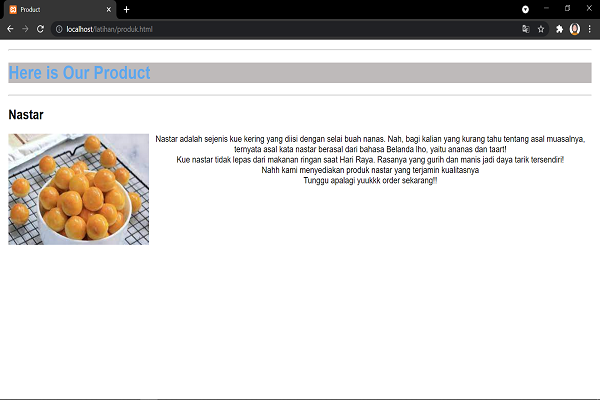 Product
localhost/latihan/produk.html
Here is Our Product
Nastar
Nastar adalah sejenis kue kering yang diisi dengan selai buah nanas. Nah, bagi kalian yang kurang tahu tentang asal muasalnya,
ternyata asal kata nastar berasal dari bahasa Belanda lho, yaitu ananas dan taart!
Kue nastar tidak lepas dari makanan ringan saat Hari Raya. Rasanya yang gurih dan manis jadi daya tarik tersendiri!
Nahh kami menyediakan produk nastar yang terjamin kualitasnya
Tunggu apalagi yuukkk order sekarang!!